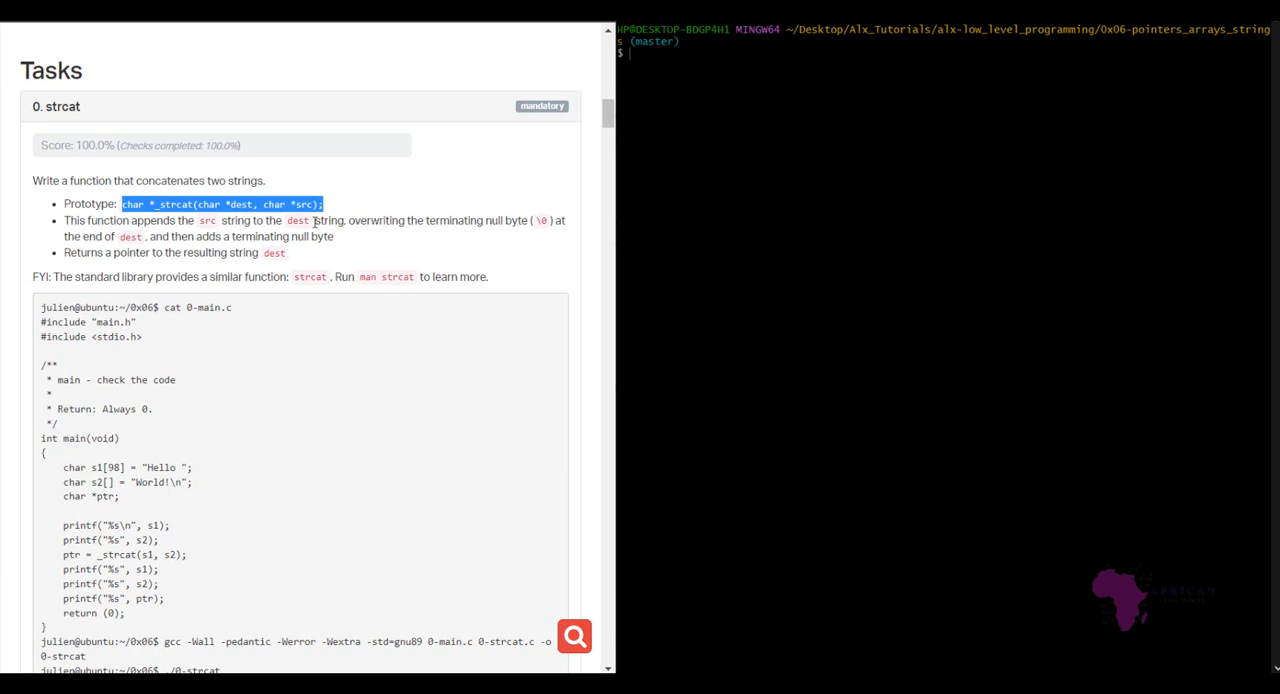 Tasks
0. strcat
mandatory
Score: 100.0% (Checks completed: 100.0%)
Write a function that concatenates two strings.
Prototype: char *_strcat(char *dest, char *src);
This function appends the src string to the dest string, overwriting the terminating null byte ( \0 ) at
the end of dest , and then adds a terminating null byte
Returns a pointer to the resulting string dest
FYI: The standard library provides a similar function: strcat . Run man strcat to learn more.
julien@ubuntu:~/0x06$ cat 0-main.c
#include "main.h"
#include <stdio.h>
/**
* main - check the code
*
* Return: Always 0.
*/
int main(void)
{
char s1[98] = "Hello ";
char s2[] = "World!\n";
char *ptr;
printf("%s\n", s1);
printf("%s", s2);
ptr = _strcat(s1, s2);
printf("%s", s1);
printf("%s", s2);
printf("%s", ptr);
return (0);
}
julien@ubuntu:~/0x06$ gcc -Wall -pedantic -Werror -Wextra -std=gnu89 0-main.c 0-strcat.c -o
0-strcat
julien@ubuntu:~/0x06$ ./0-strcat
HP@DESKTOP-BDGP4H1 MINGW64 ~/Desktop/Alx_Tutorials/alx-low_level_programming/0x06-pointers_arrays_string
s (master)
$